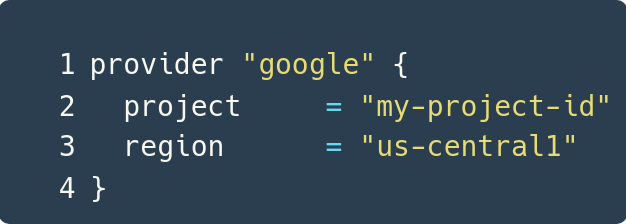 1 provider "google" {
2   project     = "my-project-id"
3   region      = "us-central1"
4 }